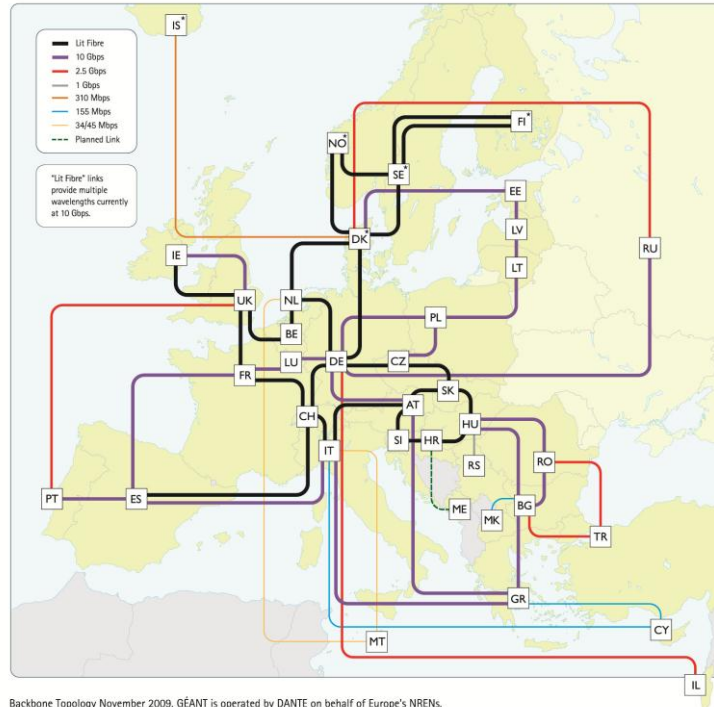 IS*
Lit Fibre
10 Gbps
2.5 Gbps
1 Gbps
310 Mbps
155 Mbps
34/45 Mbps
Planned Link
"Lit Fibre" links
provide multiple
wavelengths currently
at 10 Gbps.
FI*
NO*
SE*
EE
LV
DK*
RU
IE
LT
UK
NL
PL
BE
LU
DE
CZ
FR
SK
AT
CH
HU
SI
HR
IT
RO
RS
PT
ES
ME
MK
BG
TR
GR
CY
MT
IL
Backbone Topology November 2009. GÉANT is operated by DANTE on behalf of Europe's NRENs.